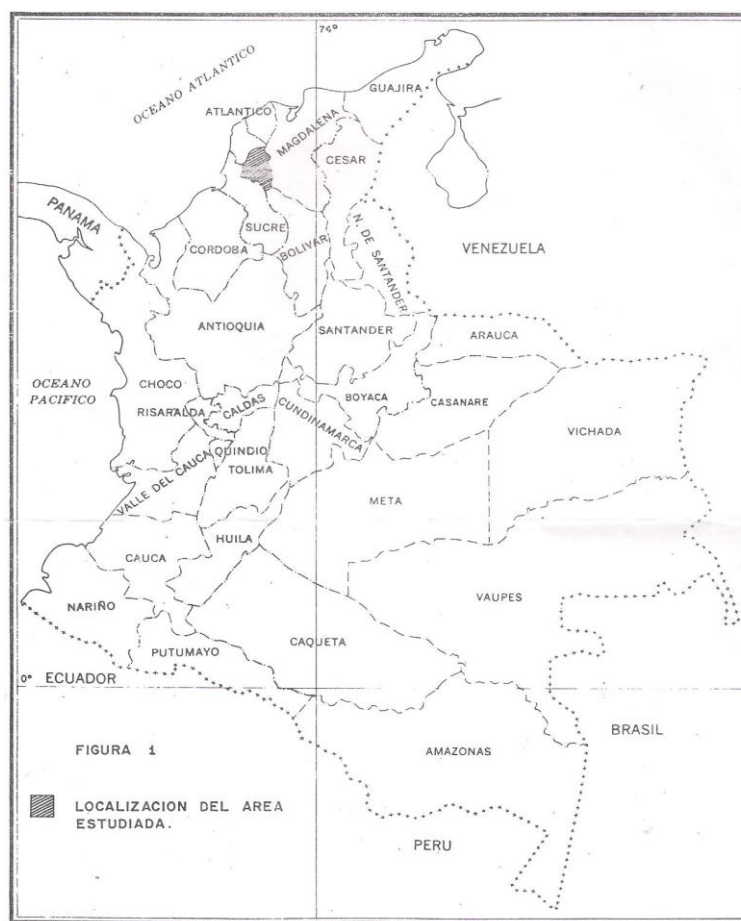 74°
OCEANO ATLANTICO
GUAJIRA
ATLANTICO
MAGDALENA
CESAR
PANAMA
SUCRE
CORDOBA
BOLIVAR
N. DE SANTANDER
VENEZUELA
ANTIOQUIA
SANTANDER
ARAUCA
OCEANO
PACIFICO
CHOCO
RISARALDA
CALDAS
CUNDINAMARCA
BOYACA
CASANARE
VICHADA
VALLE DEL CAUCA
QUINDIO
TOLIMA
META
HUILA
CAUCA
NARIÑO
VAUPES
PUTUMAYO
CAQUETA
0°
ECUADOR
BRASIL
FIGURA 1
AMAZONAS
LOCALIZACION DEL AREA
ESTUDIADA.
PERU